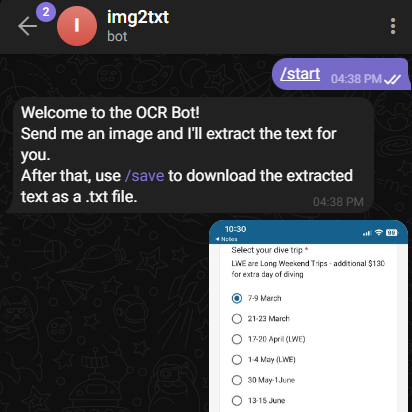 2
I
img2txt
bot
/start 04:38 PM
Welcome to the OCR Bot!
Send me an image and I'll extract the text for
you.
After that, use /save to download the extracted
text as a .txt file.
04:38 PM
10:30
Notes
Select your dive trip *
LWE are Long Weekend Trips - additional $130
for extra day of diving
7-9 March
21-23 March
17-20 April (LWE)
1-4 May (LWE)
30 May-1June
13-15 June